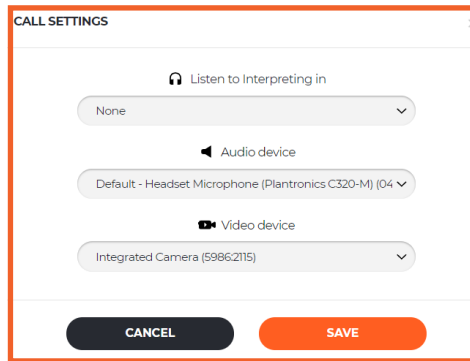 CALL SETTINGS
Listen to Interpreting in
None
Audio device
Default - Headset Microphone (Plantronics C320-M) (04
Video device
Integrated Camera (5986:2115)
CANCEL SAVE